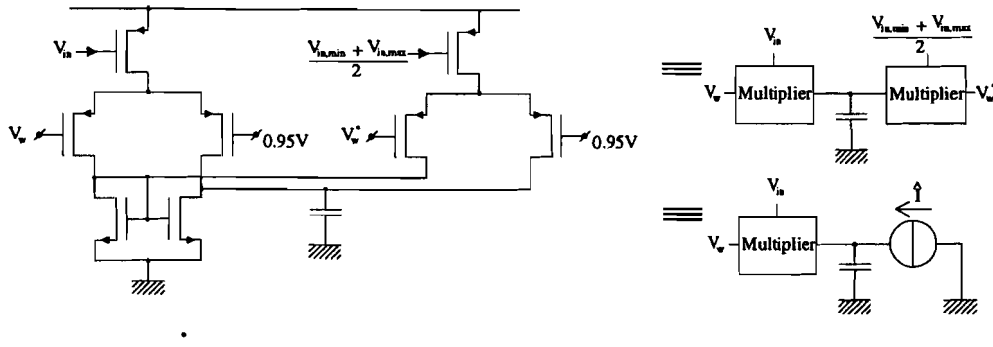 V_in
V_in,min + V_in,max
2
V_w
0.95V
V_w*
0.95V
V_in
V_w
Multiplier
V_in,min + V_in,max
2
Multiplier
V_w*
V_in
V_w
Multiplier
Î